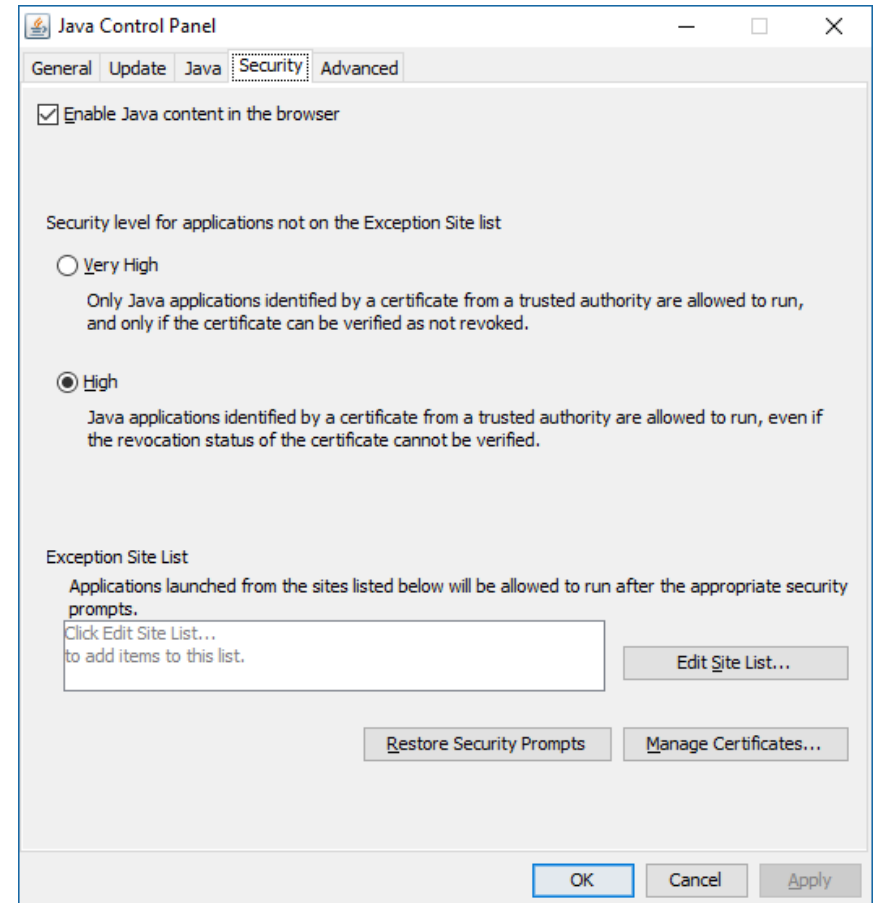 Java Control Panel
General Update Java Security Advanced
Enable Java content in the browser
Security level for applications not on the Exception Site list
Very High
Only Java applications identified by a certificate from a trusted authority are allowed to run,
and only if the certificate can be verified as not revoked.
High
Java applications identified by a certificate from a trusted authority are allowed to run, even if
the revocation status of the certificate cannot be verified.
Exception Site List
Applications launched from the sites listed below will be allowed to run after the appropriate security
prompts.
Click Edit Site List...
to add items to this list.
Edit Site List...
Restore Security Prompts Manage Certificates...
OK Cancel Apply